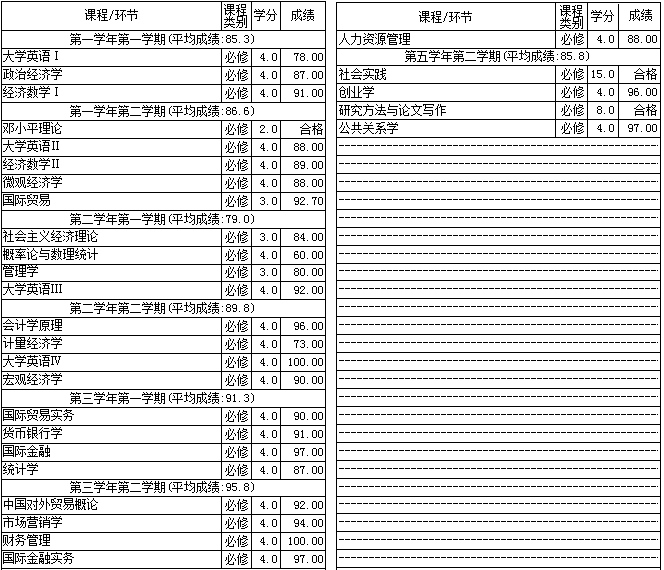 课程/环节 课程类别 学分 成绩
第一学年第一学期(平均成绩:85.3)
大学英语Ⅰ 必修 4.0 78.00
政治经济学 必修 4.0 87.00
经济数学Ⅰ 必修 4.0 91.00
第一学年第二学期(平均成绩:86.6)
邓小平理论 必修 2.0 合格
大学英语II 必修 4.0 88.00
经济数学II 必修 4.0 89.00
微观经济学 必修 4.0 88.00
国际贸易 必修 3.0 92.70
第二学年第一学期(平均成绩:79.0)
社会主义经济理论 必修 3.0 84.00
概率论与数理统计 必修 4.0 60.00
管理学 必修 3.0 80.00
大学英语III 必修 4.0 92.00
第二学年第二学期(平均成绩:89.8)
会计学原理 必修 4.0 96.00
计量经济学 必修 4.0 73.00
大学英语Ⅳ 必修 4.0 100.00
宏观经济学 必修 4.0 90.00
第三学年第一学期(平均成绩:91.3)
国际贸易实务 必修 4.0 90.00
货币银行学 必修 4.0 91.00
国际金融 必修 4.0 97.00
统计学 必修 4.0 87.00
第三学年第二学期(平均成绩:95.8)
中国对外贸易概论 必修 4.0 92.00
市场营销学 必修 4.0 94.00
财务管理 必修 4.0 100.00
国际金融实务 必修 4.0 97.00
课程/环节 课程类别 学分 成绩
人力资源管理 必修 4.0 88.00
第五学年第二学期(平均成绩:85.8)
社会实践 必修 15.0 合格
创业学 必修 4.0 96.00
研究方法与论文写作 必修 8.0 合格
公共关系学 必修 4.0 97.00